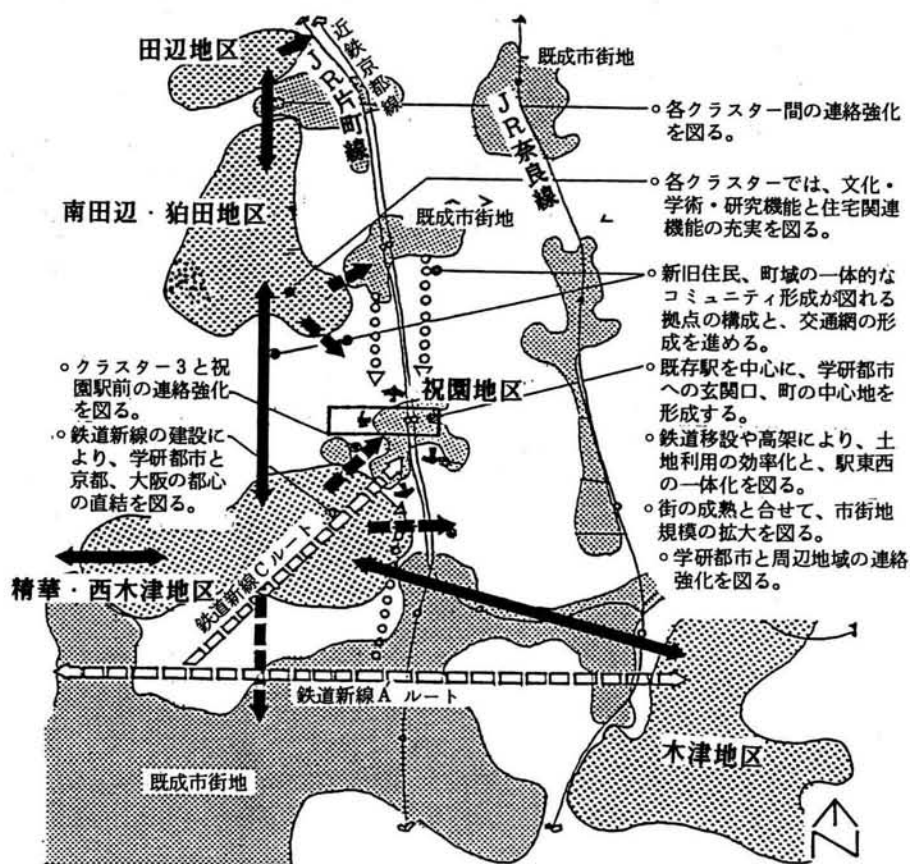 田辺地区
近鉄京都線
JR片町線
既成市街地
JR奈良線
○各クラスター間の連絡強化
を図る。
南田辺・狛田地区
既成市街地
○各クラスターでは、文化・
学術・研究機能と住宅関連
機能の充実を図る。
○新旧住民、町域の一体的な
コミュニティ形成が図れる
拠点の構成と、交通網の形
成を進める。
○クラスター3と祝
園駅前の連絡強化
を図る。
祝園地区
○既存駅を中心に、学研都市
への玄関口、町の中心地を
形成する。
○鉄道新線の建設に
より、学研都市と
京都、大阪の都心
の直結を図る。
○鉄道移設や高架により、土
地利用の効率化と、駅東西
の一体化を図る。
○街の成熟と合せて、市街地
規模の拡大を図る。
○学研都市と周辺地域の連絡
強化を図る。
精華・西木津地区
鉄道新線Cルート
鉄道新線A ルート
既成市街地
木津地区
N